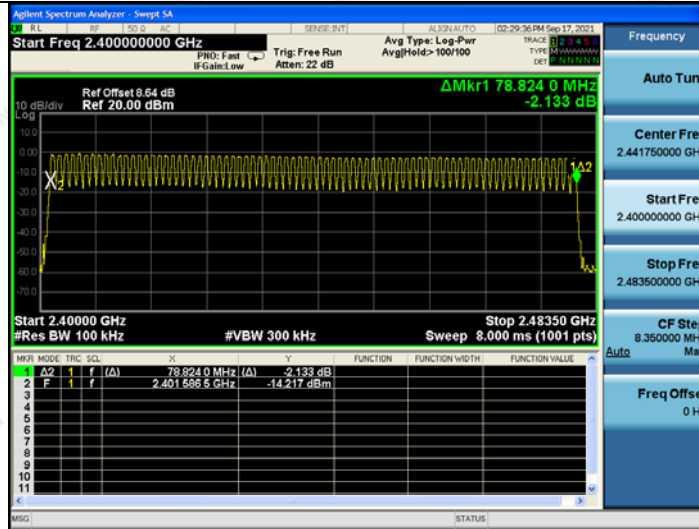 Agilent Spectrum Analyzer - Swept SA
RL RF 50 Ω AC SENSE:INT ALIGN AUTO 02:29:36 PM Sep 17, 2021
Start Freq 2.400000000 GHz
PNO: Fast
IFGain:Low
Trig: Free Run
Atten: 22 dB
Avg Type: Log-Pwr
Avg|Hold:> 100/100
TRACE 1 2 3 4 5 6
TYPE M
DET P N N N N N
Ref Offset 8.64 dB
Ref 20.00 dBm
10 dB/div
Log
ΔMkr1 78.824 0 MHz
-2.133 dB
10.0
0.00
-10.0
-20.0
-30.0
-40.0
-50.0
-60.0
-70.0
2
1Δ2
Start 2.40000 GHz
Stop 2.48350 GHz
#Res BW 100 kHz #VBW 300 kHz Sweep 8.000 ms (1001 pts)
MKR MODE TRC SCL X Y FUNCTION FUNCTION WIDTH FUNCTION VALUE
1 Δ2 1 f (Δ) 78.824 0 MHz (Δ) -2.133 dB
2 F 1 f 2.401 586 5 GHz -14.217 dBm
3
4
5
6
7
8
9
10
11
MSG STATUS
Frequency
Auto Tun
Center Fre
2.441750000 GH
Start Fre
2.400000000 GH
Stop Fre
2.483500000 GH
CF Ste
8.350000 MH
Auto Ma
Freq Offse
0 H